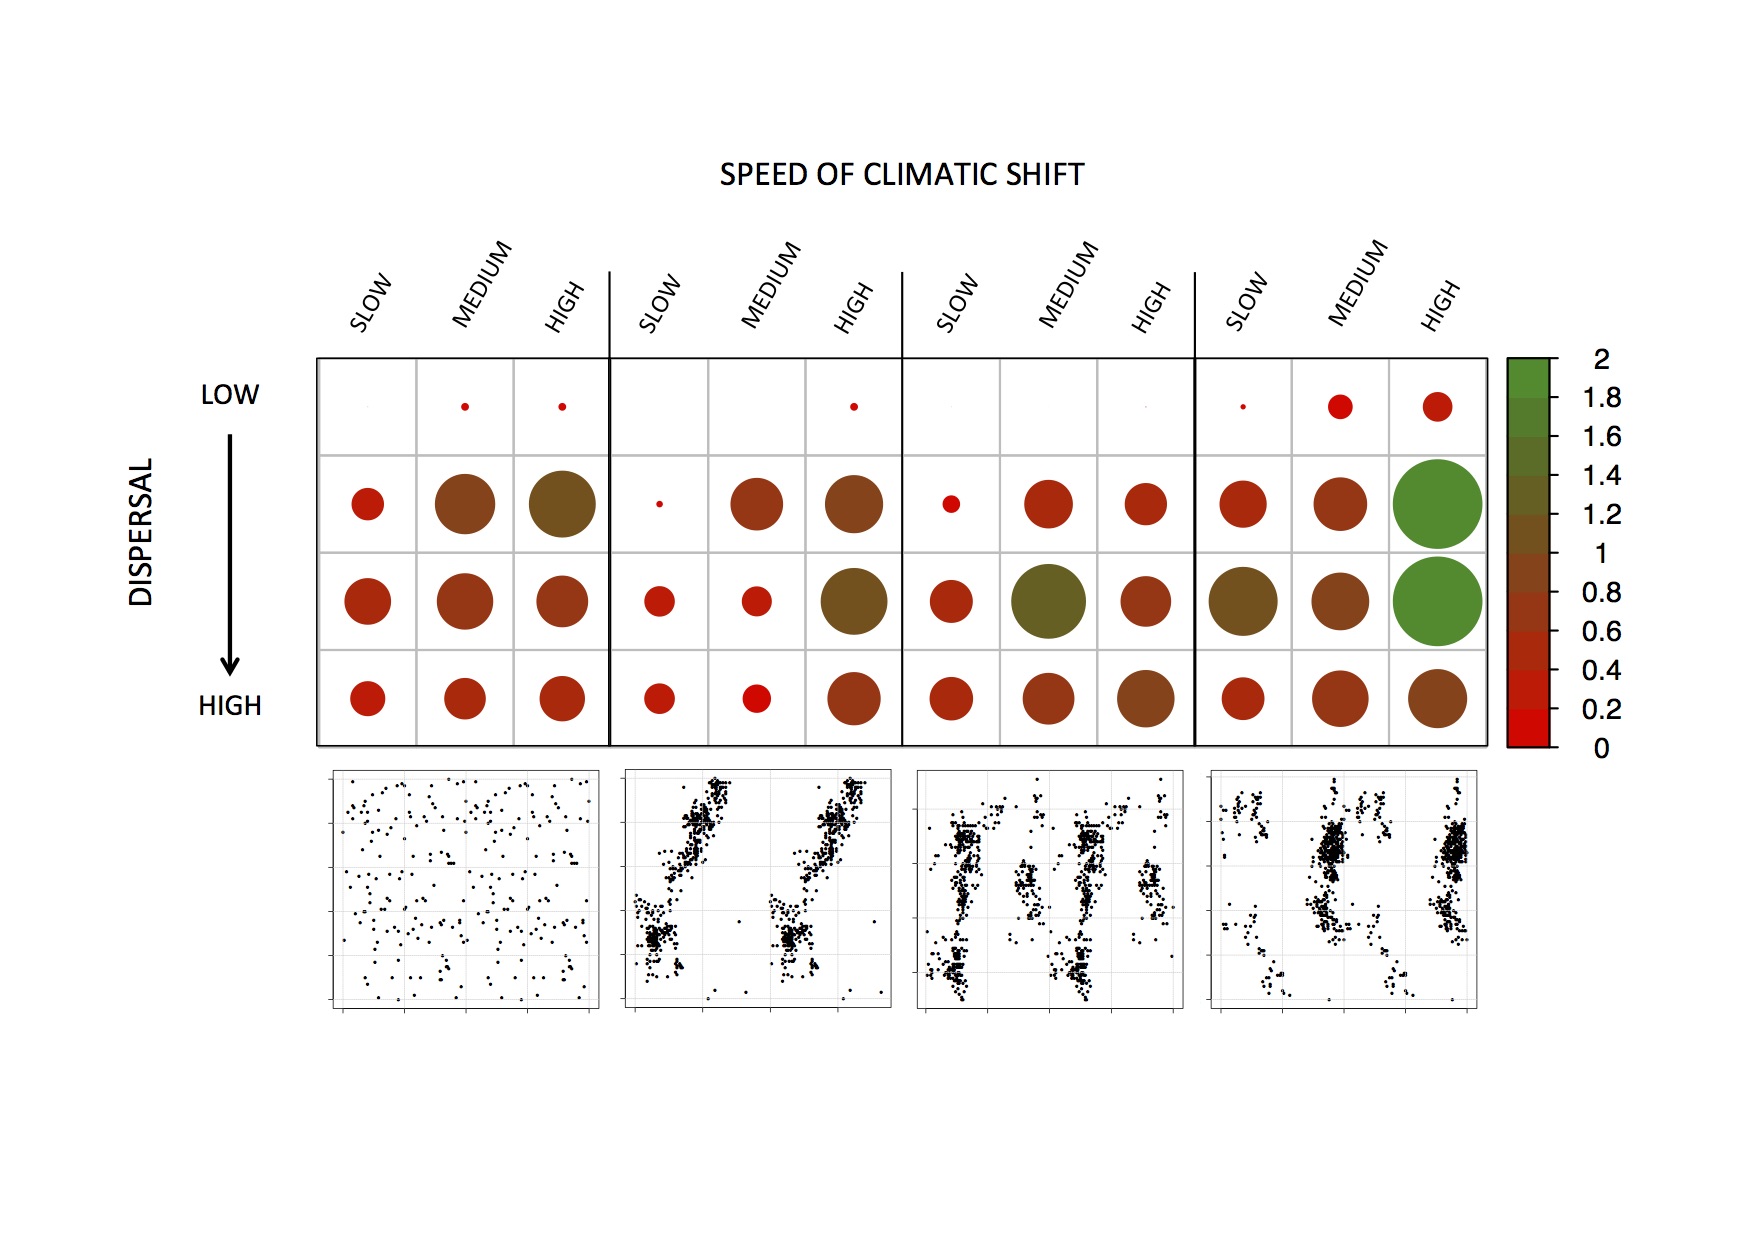 SPEED OF CLIMATIC SHIFT
SLOW MEDIUM HIGH SLOW MEDIUM HIGH SLOW MEDIUM HIGH SLOW MEDIUM HIGH
LOW
DISPERSAL
HIGH
2
1.8
1.6
1.4
1.2
1
0.8
0.6
0.4
0.2
0